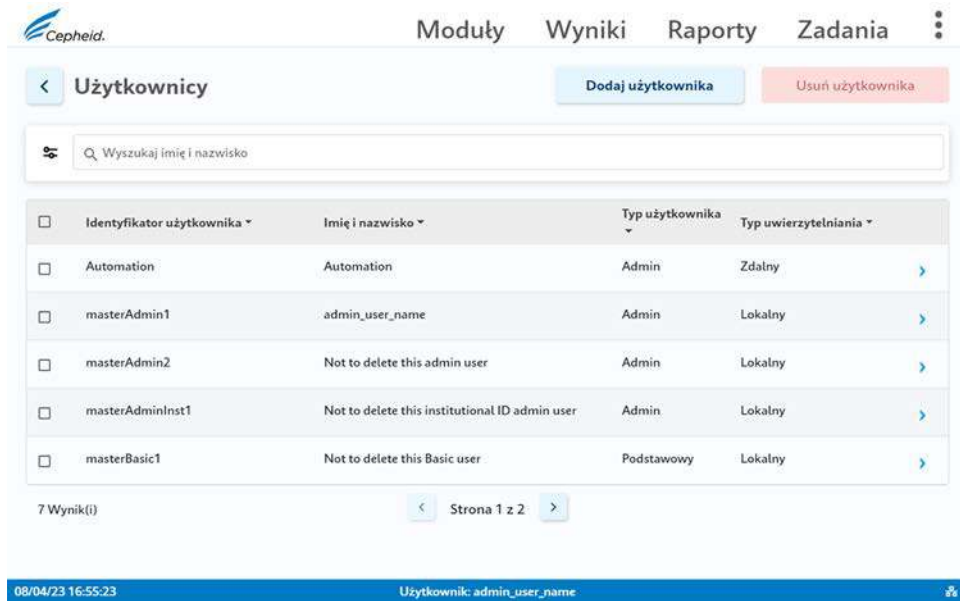 Cepheid.
Moduły Wyniki Raporty Zadania
Użytkownicy
Dodaj użytkownika
Usuń użytkownika
Wyszukaj imię i nazwisko
Identyfikator użytkownika Imię i nazwisko Typ użytkownika Typ uwierzytelniania
Automation Automation Admin Zdalny
masterAdmin1 admin_user_name Admin Lokalny
masterAdmin2 Not to delete this admin user Admin Lokalny
masterAdminInst1 Not to delete this institutional ID admin user Admin Lokalny
masterBasic1 Not to delete this Basic user Podstawowy Lokalny
7 Wynik(i) Strona 1 z 2
08/04/23 16:55:23 Użytkownik: admin_user_name